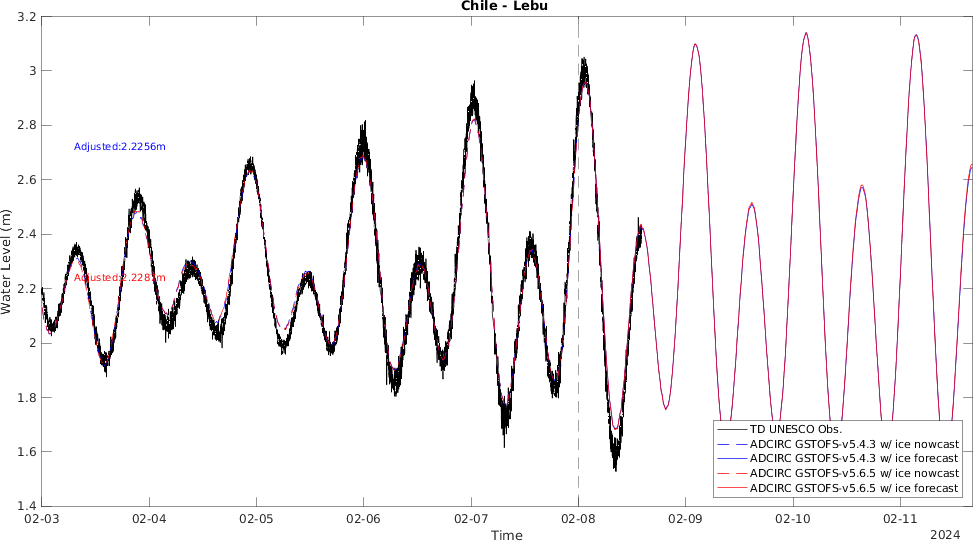 Chile - Lebu
3.2
3
2.8
2.6
2.4
2.2
2
1.8
1.6
1.4
Water Level (m)
Adjusted:2.2256m
TD UNESCO Obs.
ADCIRC GSTOFS-v5.4.3 w/ ice nowcast
ADCIRC GSTOFS-v5.4.3 w/ ice forecast
ADCIRC GSTOFS-v5.6.5 w/ ice nowcast
ADCIRC GSTOFS-v5.6.5 w/ ice forecast
02-03 02-04 02-05 02-06 02-07 02-08 02-09 02-10 02-11
Time
2024